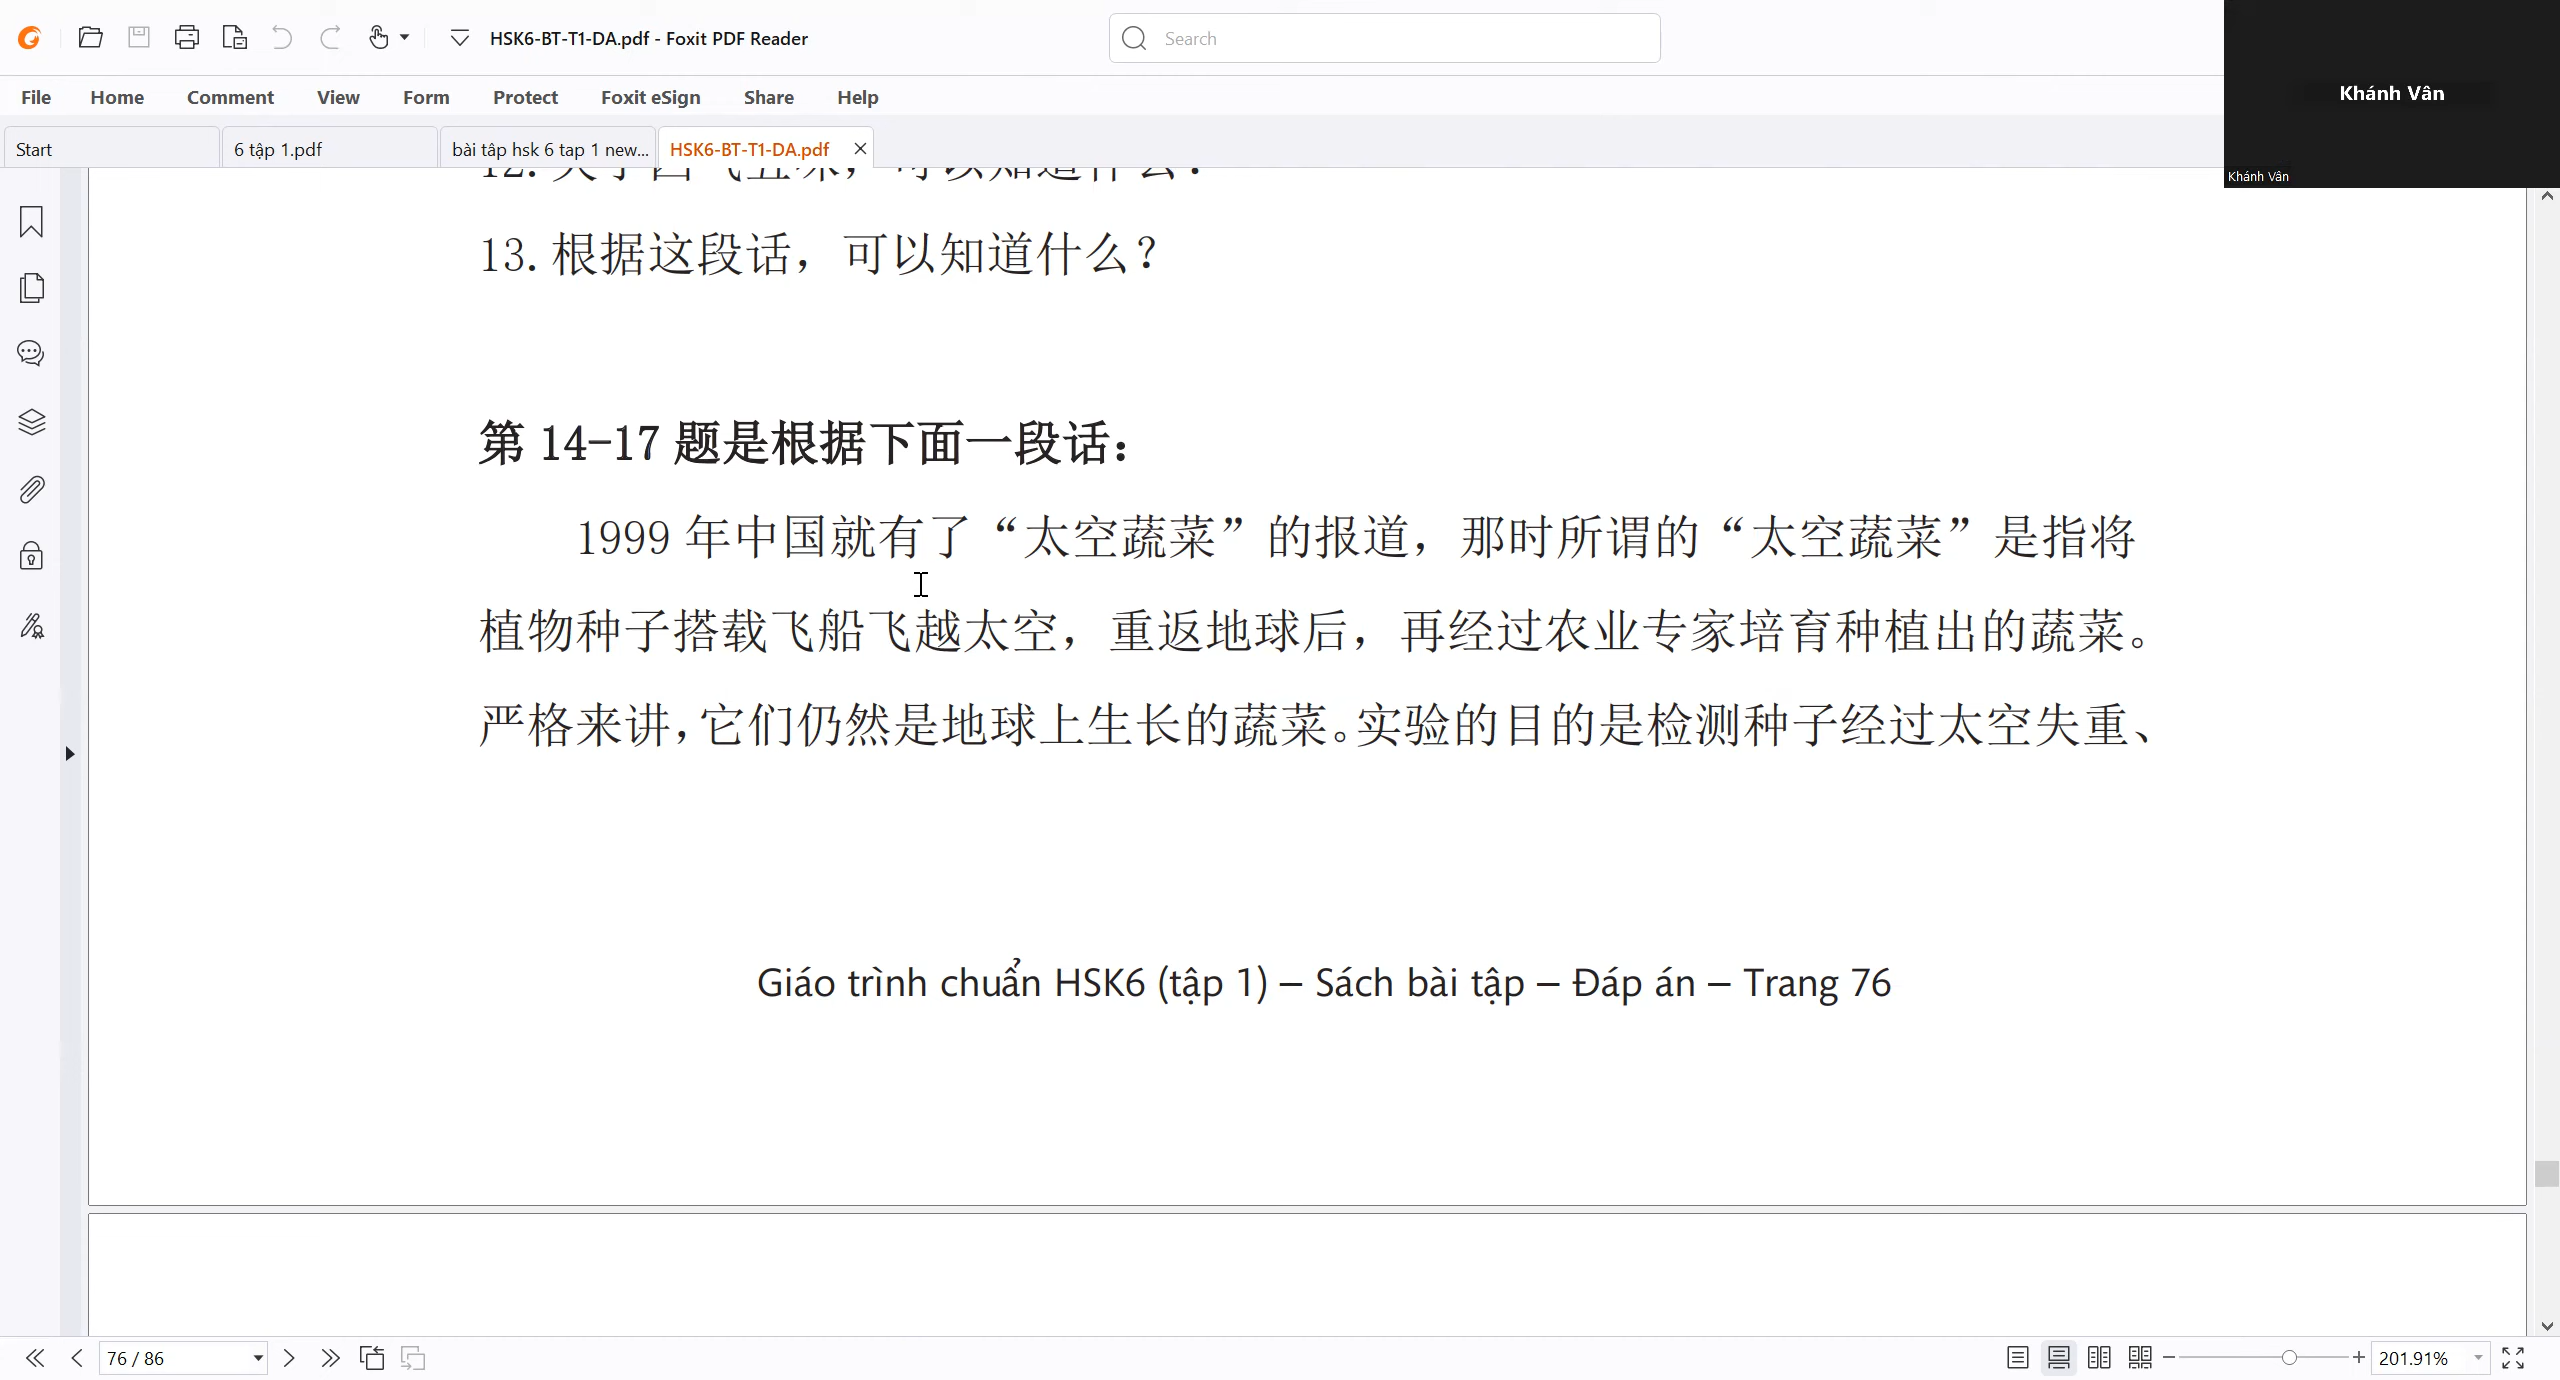 HSK6-BT-T1-DA.pdf - Foxit PDF Reader
Search
File Home Comment View Form Protect Foxit eSign Share Help
Khánh Vân
Khánh Vân
Start 6 tập 1.pdf bài tâp hsk 6 tap 1 new... HSK6-BT-T1-DA.pdf
13. 根据这段话，可以知道什么？
第 14-17 题是根据下面一段话：
1999 年中国就有了“太空蔬菜”的报道，那时所谓的“太空蔬菜”是指将
植物种子搭载飞船飞越太空，重返地球后，再经过农业专家培育种植出的蔬菜。
严格来讲，它们仍然是地球上生长的蔬菜。实验的目的是检测种子经过太空失重、
Giáo trình chuẩn HSK6 (tập 1) – Sách bài tập – Đáp án – Trang 76
76 / 86
201.91%